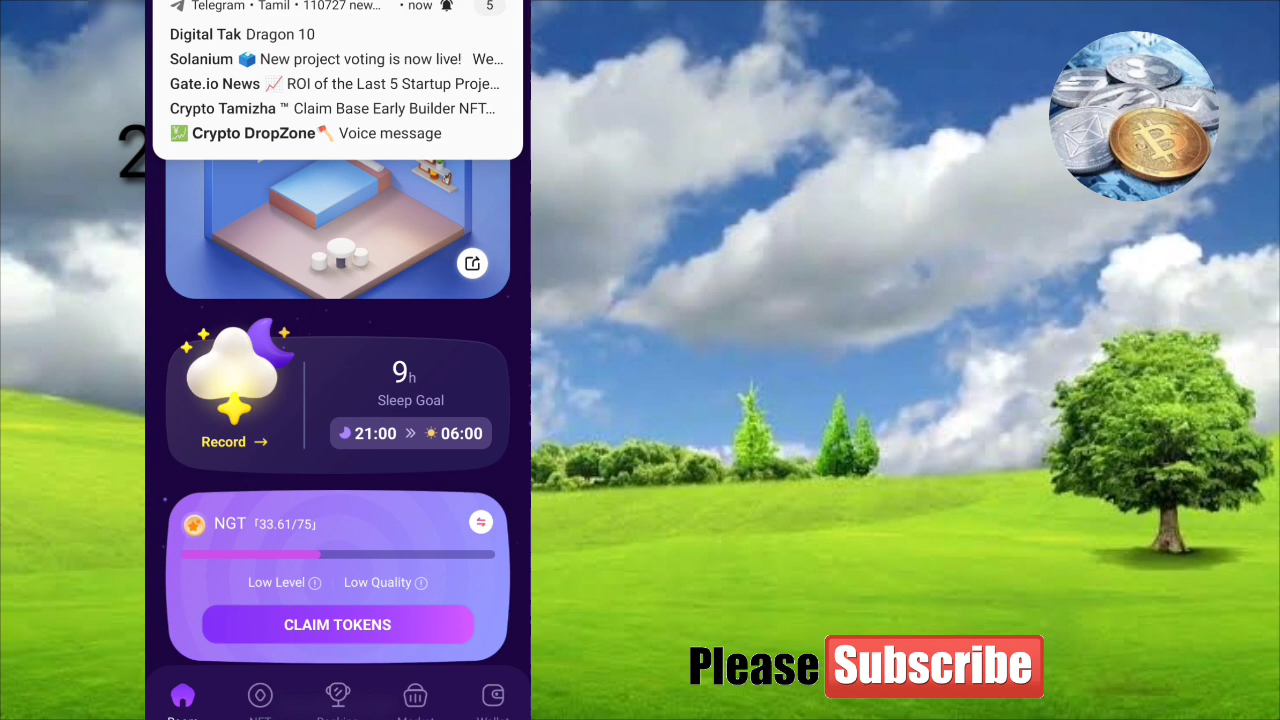 Telegram • Tamil • 110727 new... • now 5
Digital Tak Dragon 10
Solanium 🗳️ New project voting is now live! We...
Gate.io News 📈 ROI of the Last 5 Startup Proje...
Crypto Tamizha ™ Claim Base Early Builder NFT...
💹 Crypto DropZone🪓 Voice message
2
9h
Sleep Goal
21:00 » 06:00
Record →
NGT「33.61/75」
Low Level Low Quality
CLAIM TOKENS
Please Subscribe